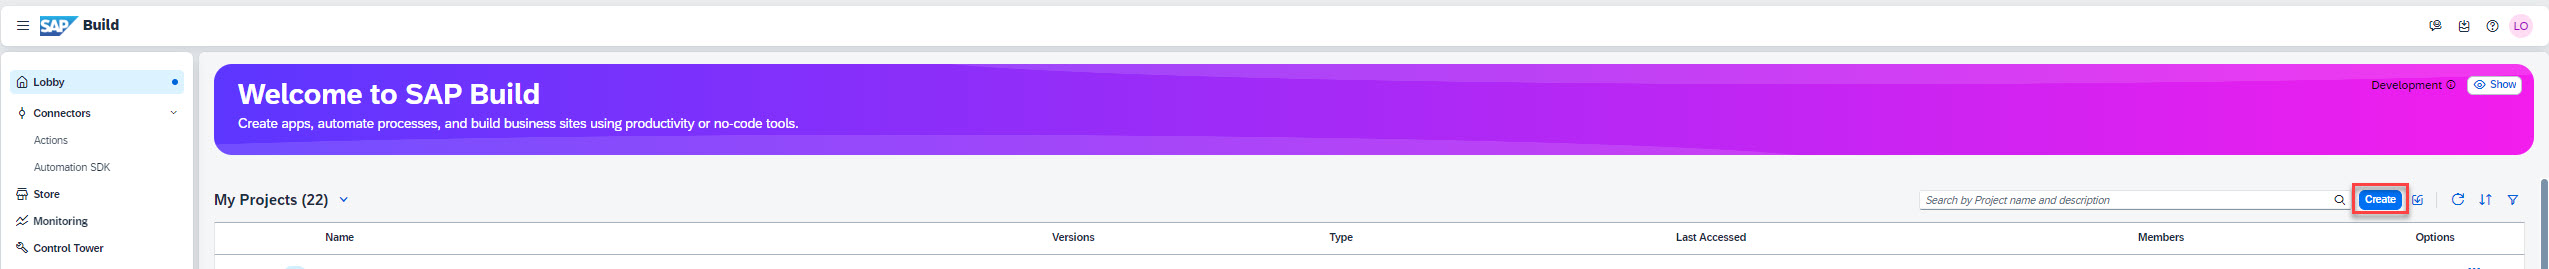 SAP Build
LO
Lobby
Connectors
Actions
Automation SDK
Store
Monitoring
Control Tower
Welcome to SAP Build
Create apps, automate processes, and build business sites using productivity or no-code tools.
Development
Show
My Projects (22)
Search by Project name and description
Create
Name Versions Type Last Accessed Members Options